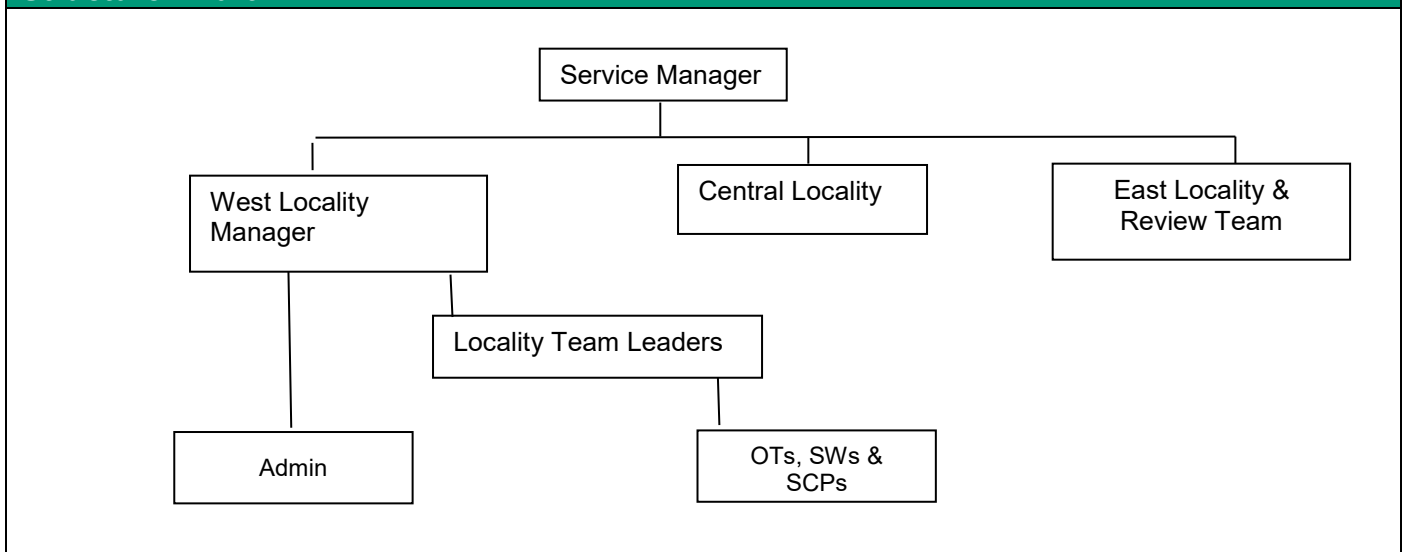 Service Manager
West Locality
Manager
Central Locality
East Locality &
Review Team
Locality Team Leaders
Admin
OTs, SWs &
SCPs